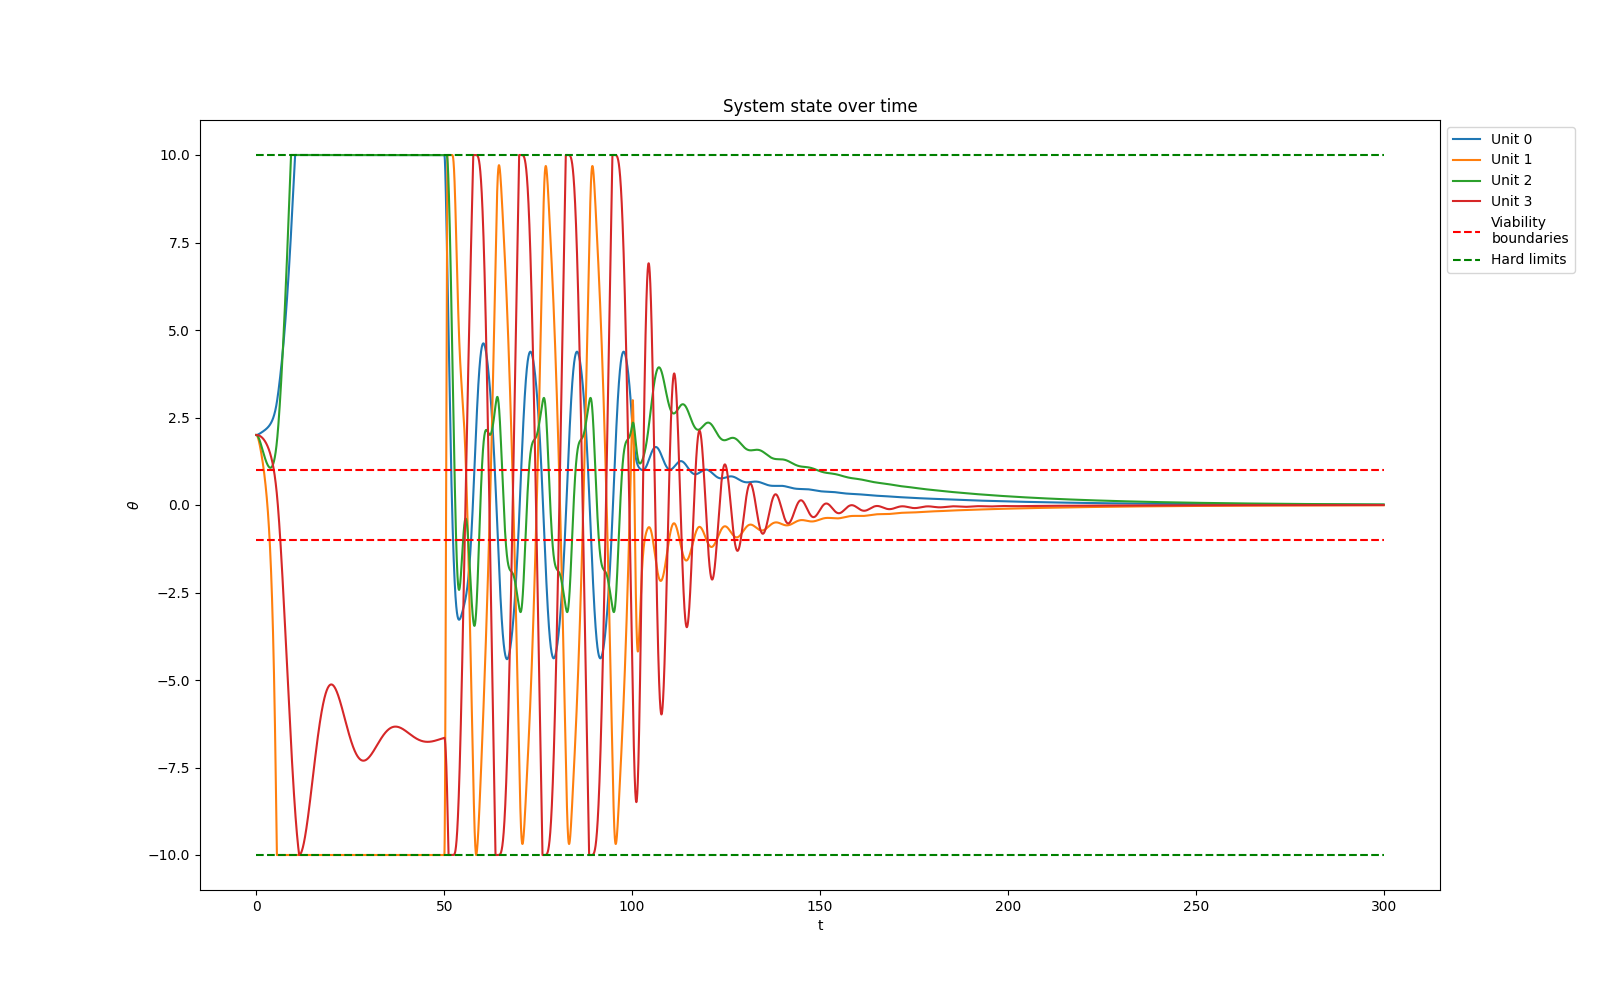 System state over time
10.0
7.5
5.0
2.5
0.0
−2.5
−5.0
−7.5
−10.0
θ
0
50
100
150
200
250
300
t
Unit 0
Unit 1
Unit 2
Unit 3
Viability
boundaries
Hard limits